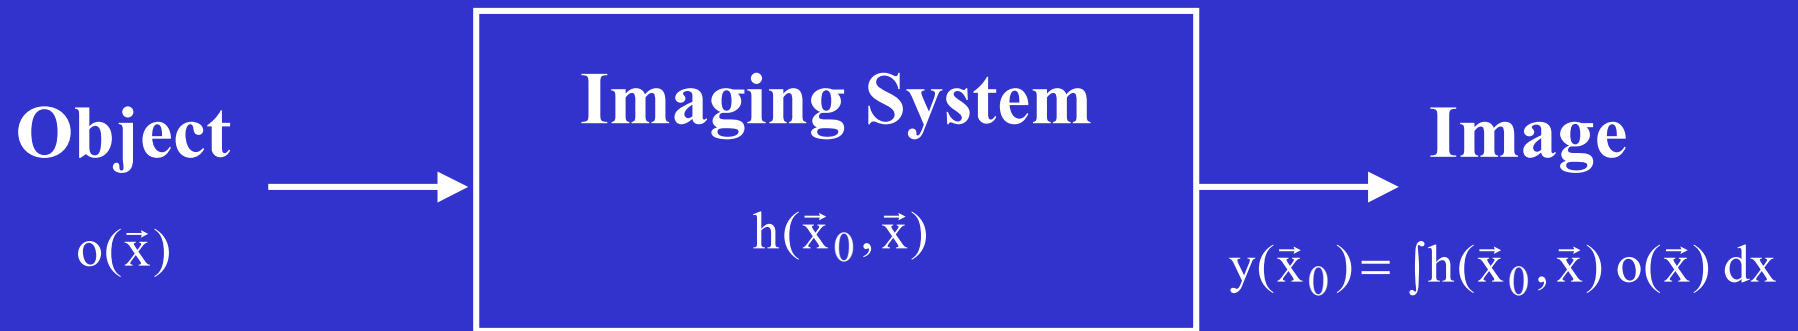 Object
o(x⃗)
Imaging System
h(x⃗₀, x⃗)
Image
y(x⃗₀) = ∫h(x⃗₀, x⃗) o(x⃗) dx